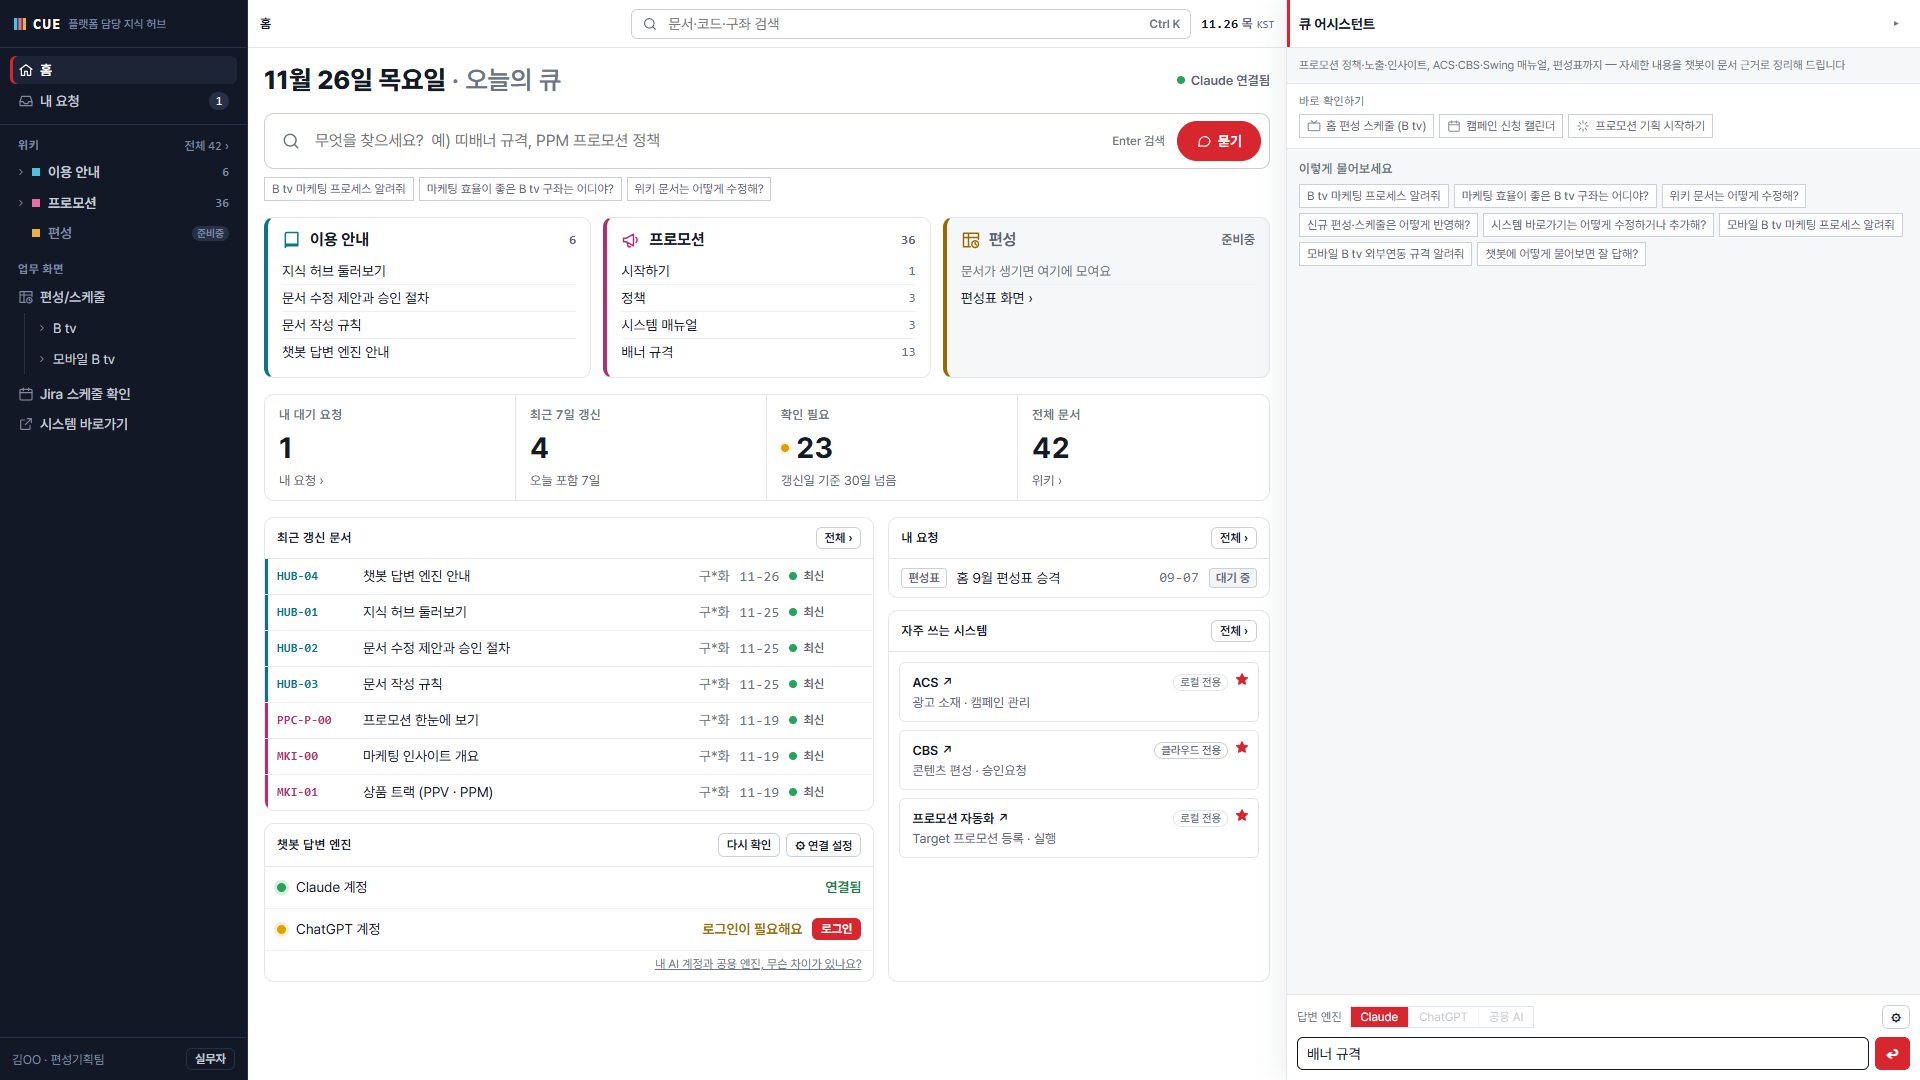 CUE 플랫폼 담당 지식 허브
홈
내 요청 1
위키 전체 42 ›
이용 안내 6
프로모션 36
편성 준비중
업무 화면
편성/스케줄
B tv
모바일 B tv
Jira 스케줄 확인
시스템 바로가기
김OO · 편성기획팀 실무자
홈
문서·코드·구좌 검색 Ctrl K
11.26 목 KST
11월 26일 목요일 · 오늘의 큐
Claude 연결됨
무엇을 찾으세요? 예) 띠배너 규격, PPM 프로모션 정책 Enter 검색 묻기
B tv 마케팅 프로세스 알려줘 마케팅 효율이 좋은 B tv 구좌는 어디야? 위키 문서는 어떻게 수정해?
이용 안내 6
지식 허브 둘러보기
문서 수정 제안과 승인 절차
문서 작성 규칙
챗봇 답변 엔진 안내
프로모션 36
시작하기 1
정책 3
시스템 매뉴얼 3
배너 규격 13
편성 준비중
문서가 생기면 여기에 모여요
편성표 화면 ›
내 대기 요청
1
내 요청 ›
최근 7일 갱신
4
오늘 포함 7일
확인 필요
23
갱신일 기준 30일 넘음
전체 문서
42
위키 ›
최근 갱신 문서 전체 ›
HUB-04 챗봇 답변 엔진 안내 구*화 11-26 최신
HUB-01 지식 허브 둘러보기 구*화 11-25 최신
HUB-02 문서 수정 제안과 승인 절차 구*화 11-25 최신
HUB-03 문서 작성 규칙 구*화 11-25 최신
PPC-P-00 프로모션 한눈에 보기 구*화 11-19 최신
MKI-00 마케팅 인사이트 개요 구*화 11-19 최신
MKI-01 상품 트랙 (PPV · PPM) 구*화 11-19 최신
챗봇 답변 엔진 다시 확인 ⚙ 연결 설정
Claude 계정 연결됨
ChatGPT 계정 로그인이 필요해요 로그인
내 AI 계정과 공용 엔진, 무슨 차이가 있나요?
내 요청 전체 ›
편성표 홈 9월 편성표 승격 09-07 대기 중
자주 쓰는 시스템 전체 ›
ACS ↗ 로컬 전용 ★
광고 소재 · 캠페인 관리
CBS ↗ 클라우드 전용 ★
콘텐츠 편성 · 승인요청
프로모션 자동화 ↗ 로컬 전용 ★
Target 프로모션 등록 · 실행
큐 어시스턴트
프로모션 정책·노출·인사이트, ACS·CBS·Swing 매뉴얼, 편성표까지 — 자세한 내용을 챗봇이 문서 근거로 정리해 드립니다
바로 확인하기
홈 편성 스케줄 (B tv) 캠페인 신청 캘린더 프로모션 기획 시작하기
이렇게 물어보세요
B tv 마케팅 프로세스 알려줘 마케팅 효율이 좋은 B tv 구좌는 어디야? 위키 문서는 어떻게 수정해?
신규 편성·스케줄은 어떻게 반영해? 시스템 바로가기는 어떻게 수정하거나 추가해? 모바일 B tv 마케팅 프로세스 알려줘
모바일 B tv 외부연동 규격 알려줘 챗봇에 어떻게 물어보면 잘 답해?
답변 엔진 Claude ChatGPT 공용 AI
배너 규격